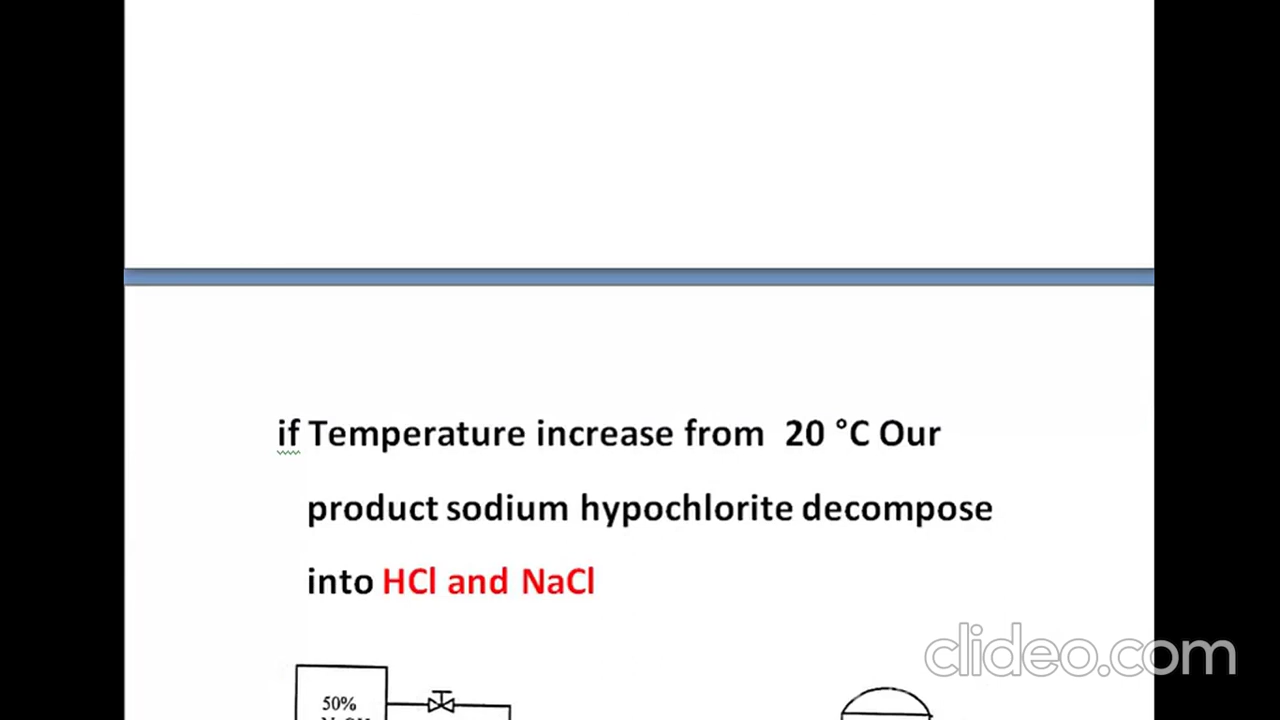 if Temperature increase from 20 °C Our
product sodium hypochlorite decompose
into HCl and NaCl
50%
clideo.com